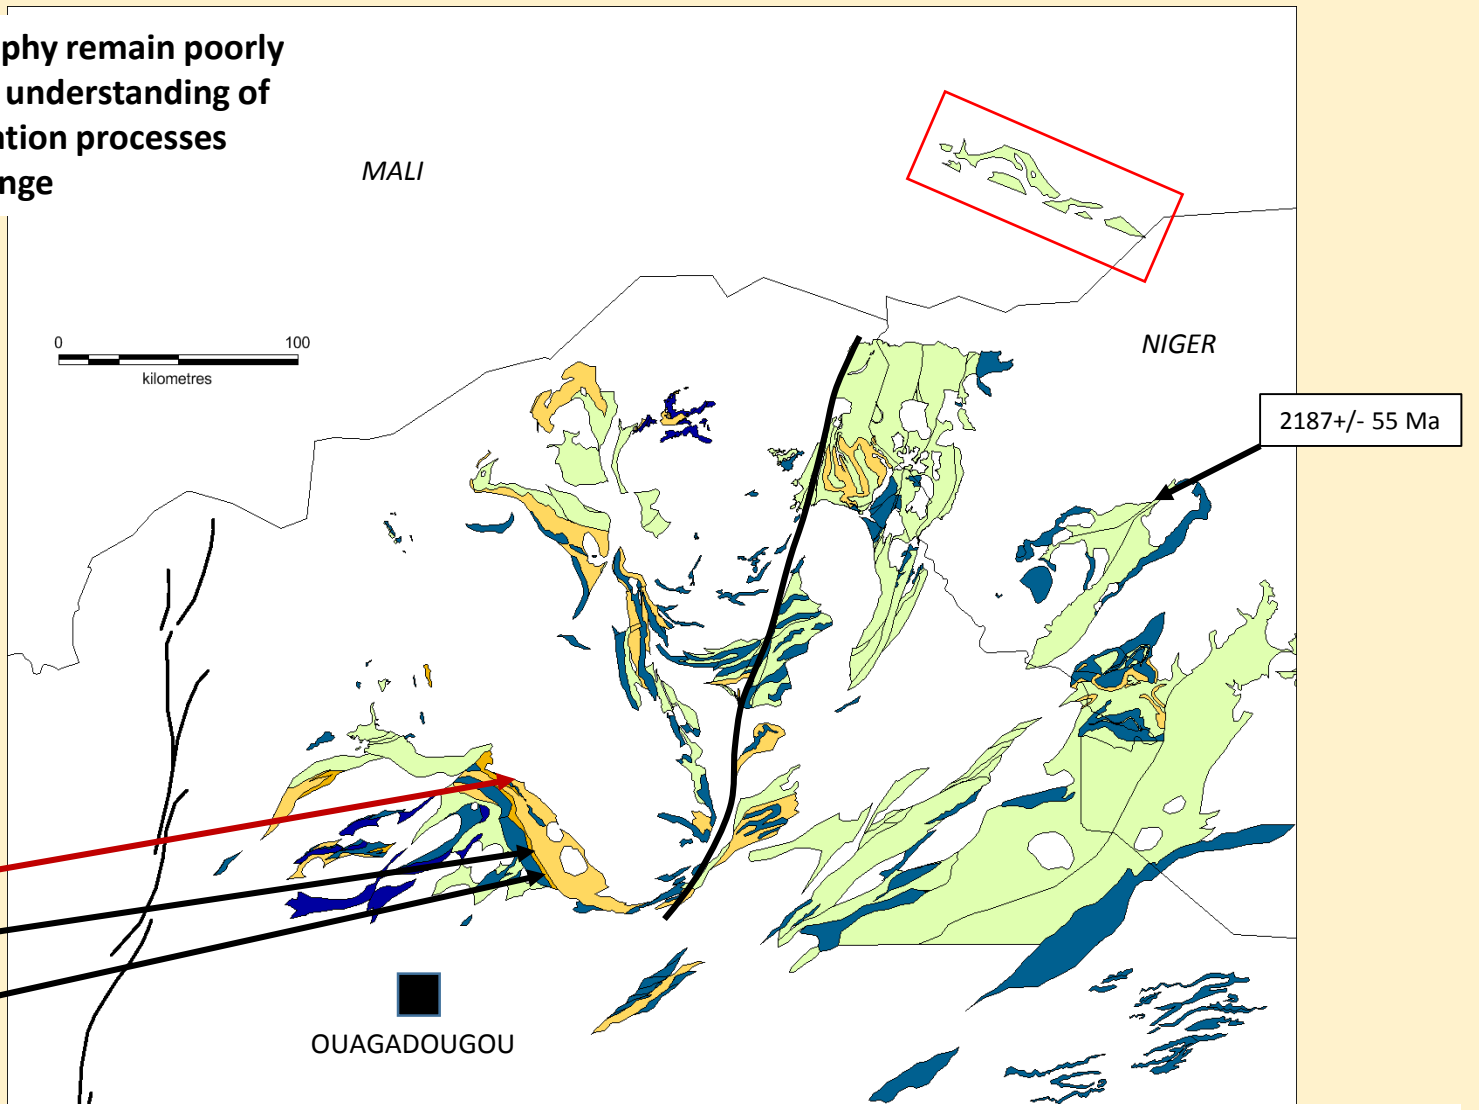 phy remain poorly
understanding of
ation processes
nge
MALI
0 100
kilometres
NIGER
2187+/- 55 Ma
OUAGADOUGOU